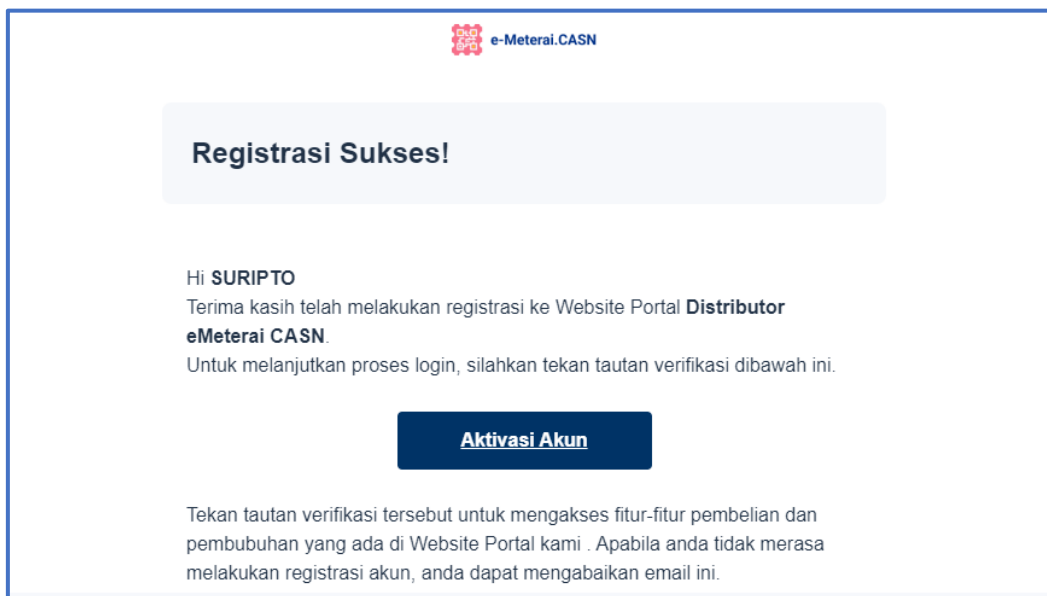 e-Meterai.CASN
Registrasi Sukses!
Hi SURIPTO
Terima kasih telah melakukan registrasi ke Website Portal Distributor
eMeterai CASN.
Untuk melanjutkan proses login, silahkan tekan tautan verifikasi dibawah ini.
Aktivasi Akun
Tekan tautan verifikasi tersebut untuk mengakses fitur-fitur pembelian dan
pembubuhan yang ada di Website Portal kami . Apabila anda tidak merasa
melakukan registrasi akun, anda dapat mengabaikan email ini.